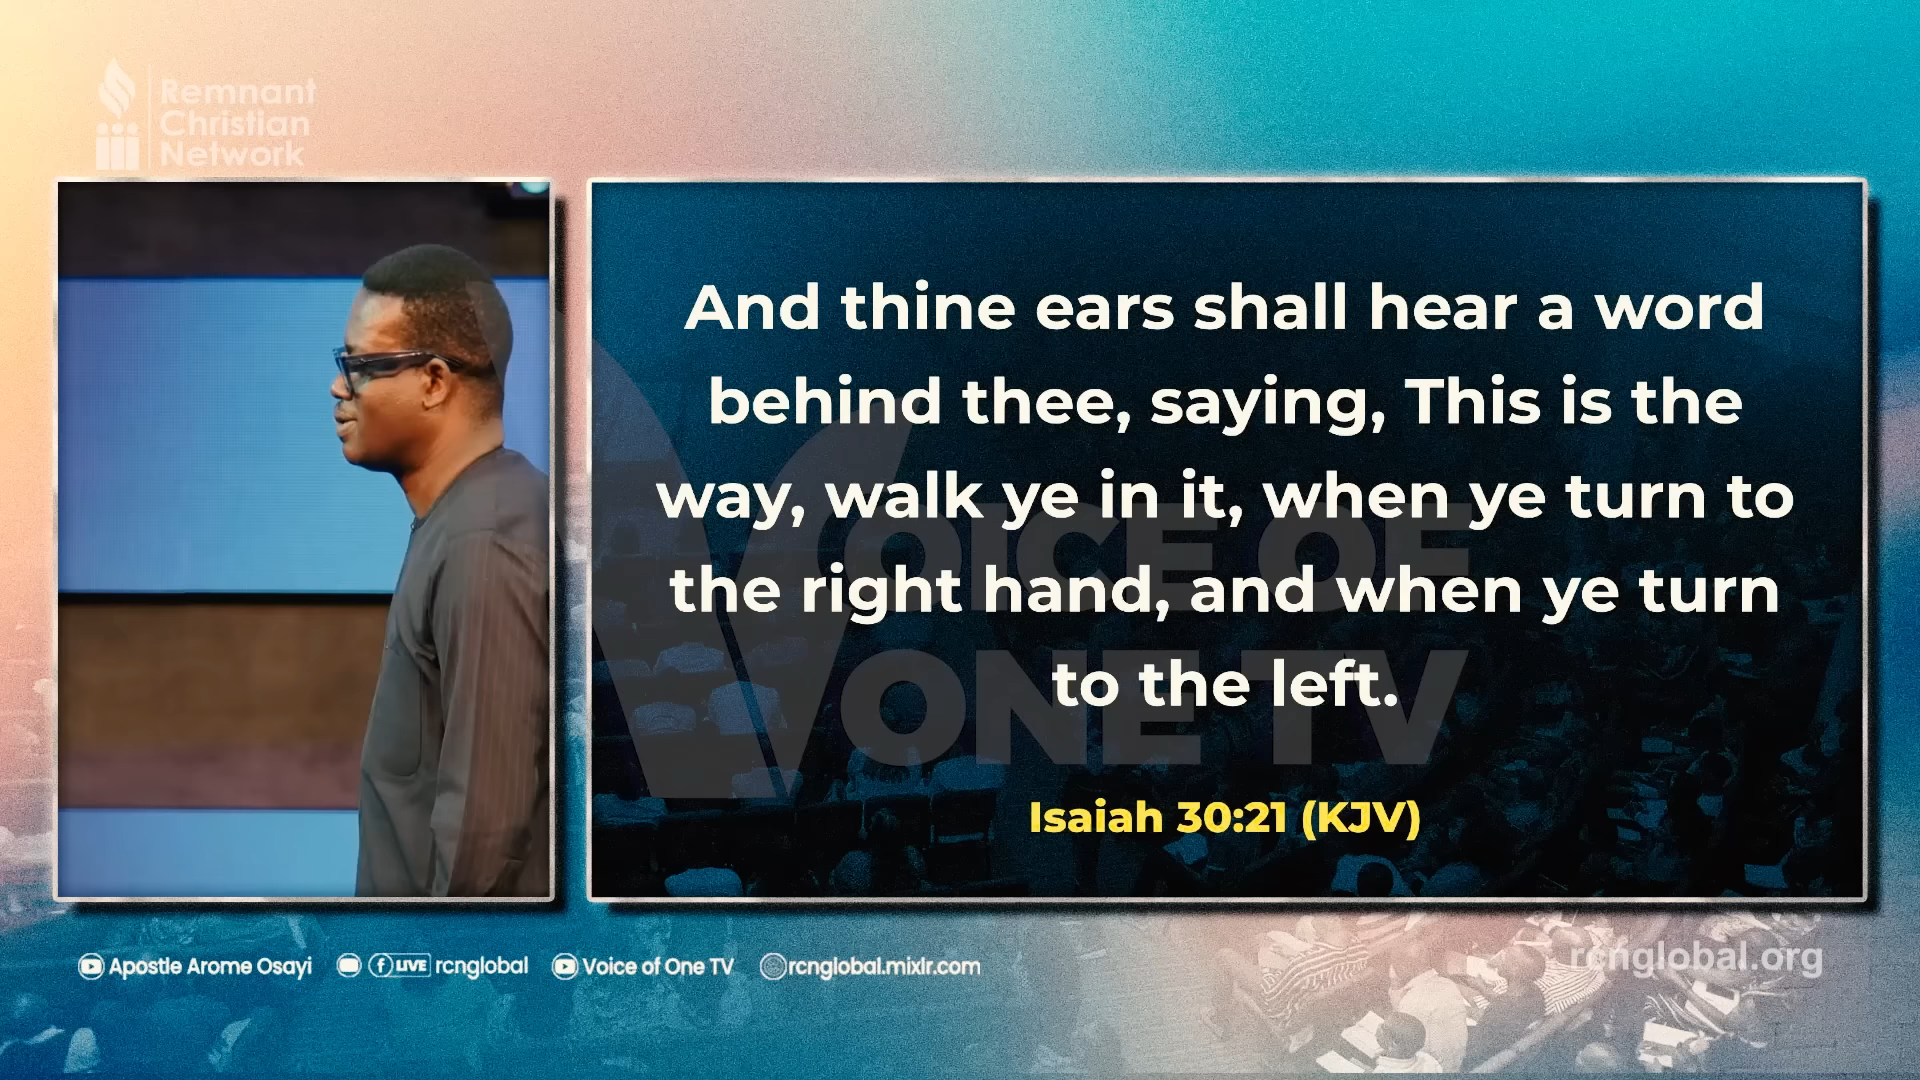 Remnant
Christian
Network
And thine ears shall hear a word
behind thee, saying, This is the
way, walk ye in it, when ye turn to
the right hand, and when ye turn
to the left.
Isaiah 30:21 (KJV)
VOICE OF
ONE TV
Apostle Arome Osayi
LIVE rcnglobal
Voice of One TV
rcnglobal.mixlr.com
rcnglobal.org